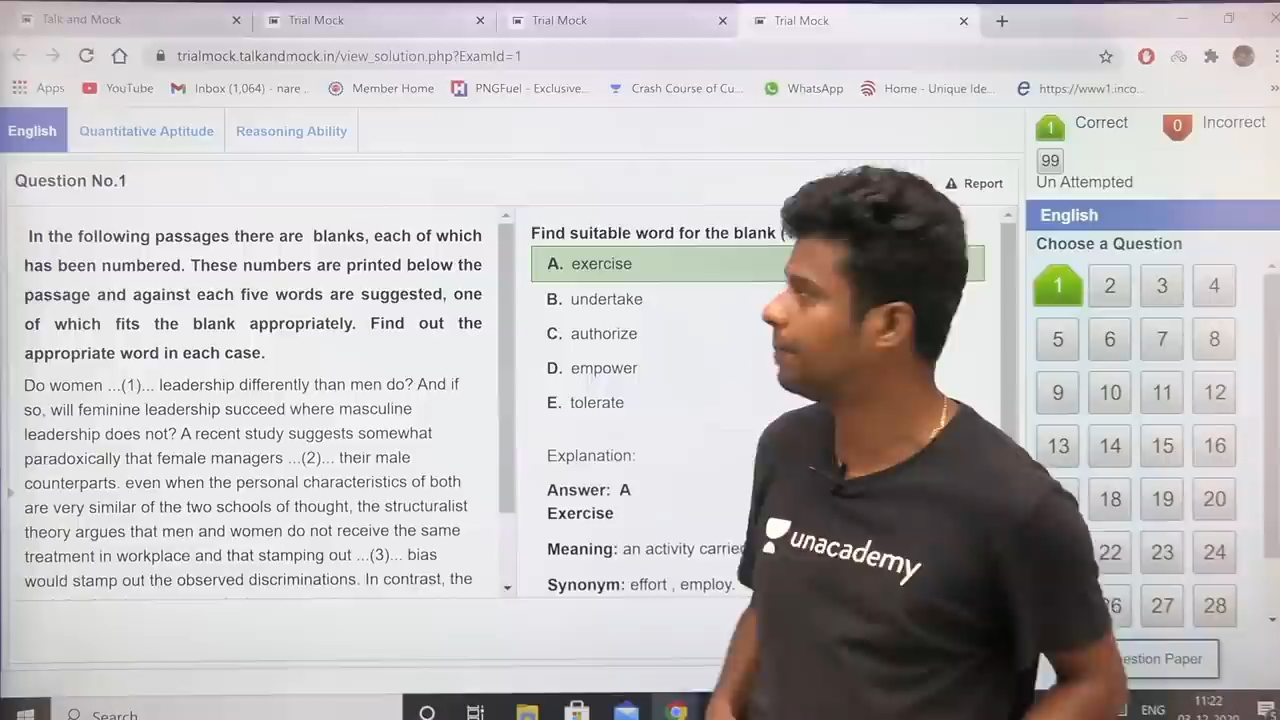 Talk and Mock
Trial Mock
Trial Mock
Trial Mock
trialmock.talkandmock.in/view_solution.php?ExamId=1
Apps
YouTube
Inbox (1,064) - nare...
Member Home
PNGFuel - Exclusive...
Crash Course of Cu...
WhatsApp
Home - Unique Ide...
https://www1.inco...
English
Quantitative Aptitude
Reasoning Ability
1 Correct
0 Incorrect
99
Un Attempted
Question No.1
Report
In the following passages there are blanks, each of which
has been numbered. These numbers are printed below the
passage and against each five words are suggested, one
of which fits the blank appropriately. Find out the
appropriate word in each case.
Do women ...(1)... leadership differently than men do? And if
so, will feminine leadership succeed where masculine
leadership does not? A recent study suggests somewhat
paradoxically that female managers ...(2)... their male
counterparts. even when the personal characteristics of both
are very similar of the two schools of thought, the structuralist
theory argues that men and women do not receive the same
treatment in workplace and that stamping out ...(3)... bias
would stamp out the observed discriminations. In contrast, the
Find suitable word for the blank (
A. exercise
B. undertake
C. authorize
D. empower
E. tolerate
Explanation:
Answer: A
Exercise
Meaning: an activity carried
Synonym: effort , employ.
unacademy
English
Choose a Question
1 2 3 4
5 6 7 8
9 10 11 12
13 14 15 16
18 19 20
22 23 24
26 27 28
estion Paper
Search
ENG
11:22
03-12-2020